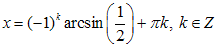 x = (-1)^k arcsin(1/2) + πk, k ∈ Z